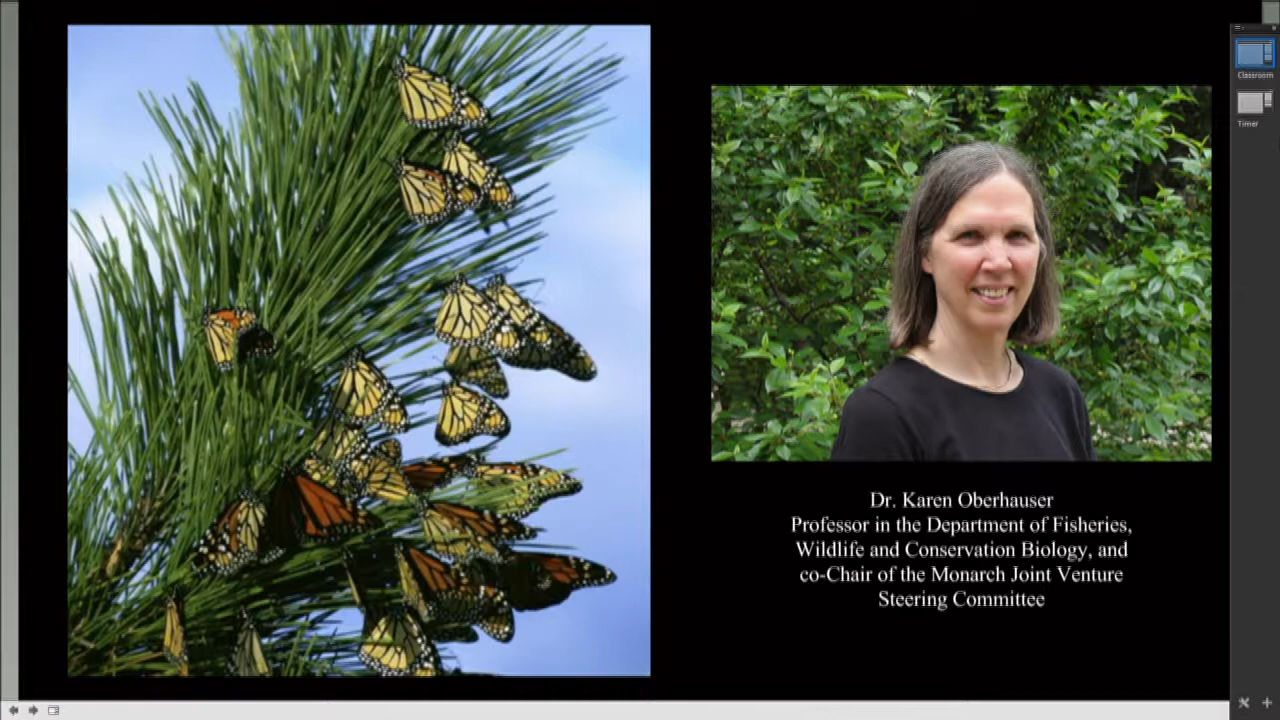 Classroom
Timer
Dr. Karen Oberhauser
Professor in the Department of Fisheries,
Wildlife and Conservation Biology, and
co-Chair of the Monarch Joint Venture
Steering Committee